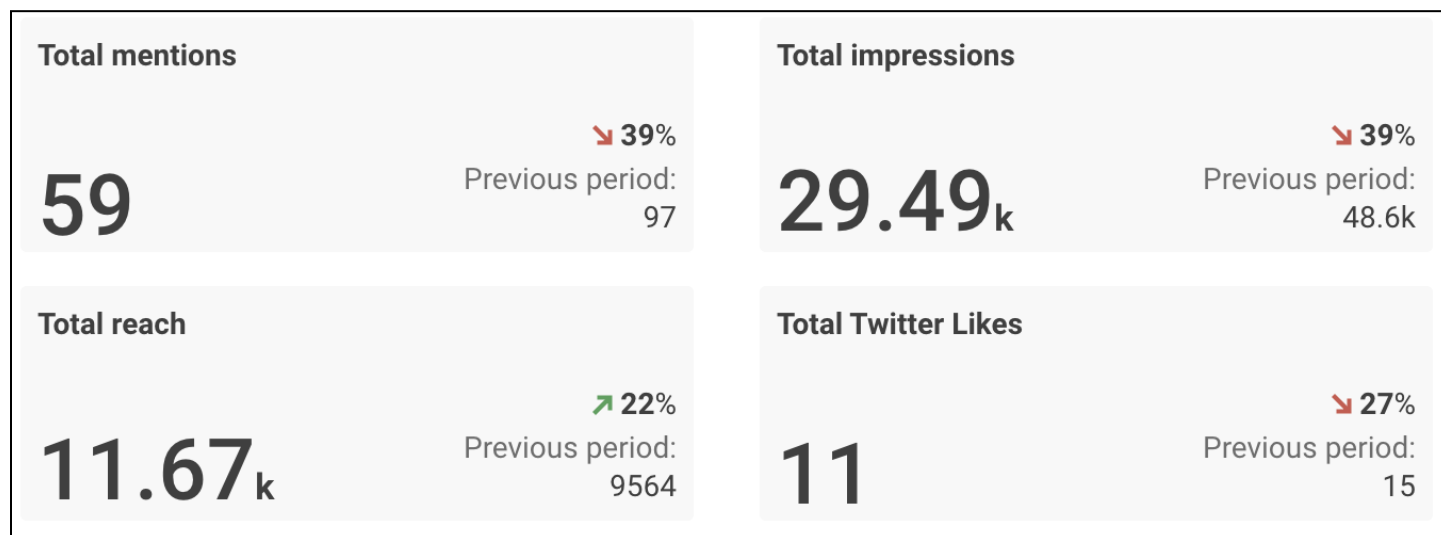 Total mentions
39%
Previous period:
59
97
Total impressions
39%
Previous period:
29.49k
48.6k
Total reach
22%
Previous period:
11.67k
9564
Total Twitter Likes
27%
Previous period:
11
15